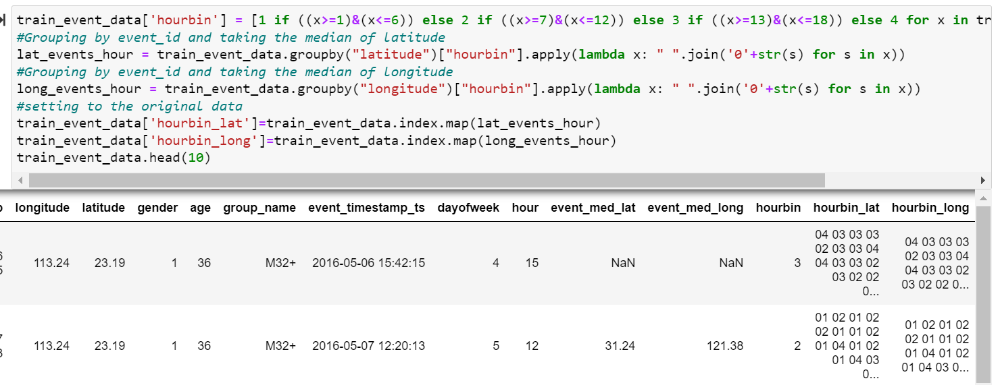 train_event_data['hourbin'] = [1 if ((x>=1)&(x<=6)) else 2 if ((x>=7)&(x<=12)) else 3 if ((x>=13)&(x<=18)) else 4 for x in tr
#Grouping by event_id and taking the median of latitude
lat_events_hour = train_event_data.groupby("latitude")["hourbin"].apply(lambda x: " ".join('0'+str(s) for s in x))
#Grouping by event_id and taking the median of longitude
long_events_hour = train_event_data.groupby("longitude")["hourbin"].apply(lambda x: " ".join('0'+str(s) for s in x))
#setting to the original data
train_event_data['hourbin_lat']=train_event_data.index.map(lat_events_hour)
train_event_data['hourbin_long']=train_event_data.index.map(long_events_hour)
train_event_data.head(10)
longitude latitude gender age group_name event_timestamp_ts dayofweek hour event_med_lat event_med_long hourbin hourbin_lat hourbin_long
113.24 23.19 1 36 M32+ 2016-05-06 15:42:15 4 15 NaN NaN 3
04 03 03 03
02 03 03 04
04 03 03 02
03 02 02
0...
04 03 03 03
02 03 03 04
04 03 03 02
03 02 02 0...
113.24 23.19 1 36 M32+ 2016-05-07 12:20:13 5 12 31.24 121.38 2
01 02 01 02
02 01 01 02
01 04 01 02
01 04 03
0...
01 02 01 02
02 01 01 02
01 04 01 02
01 04 03 0...